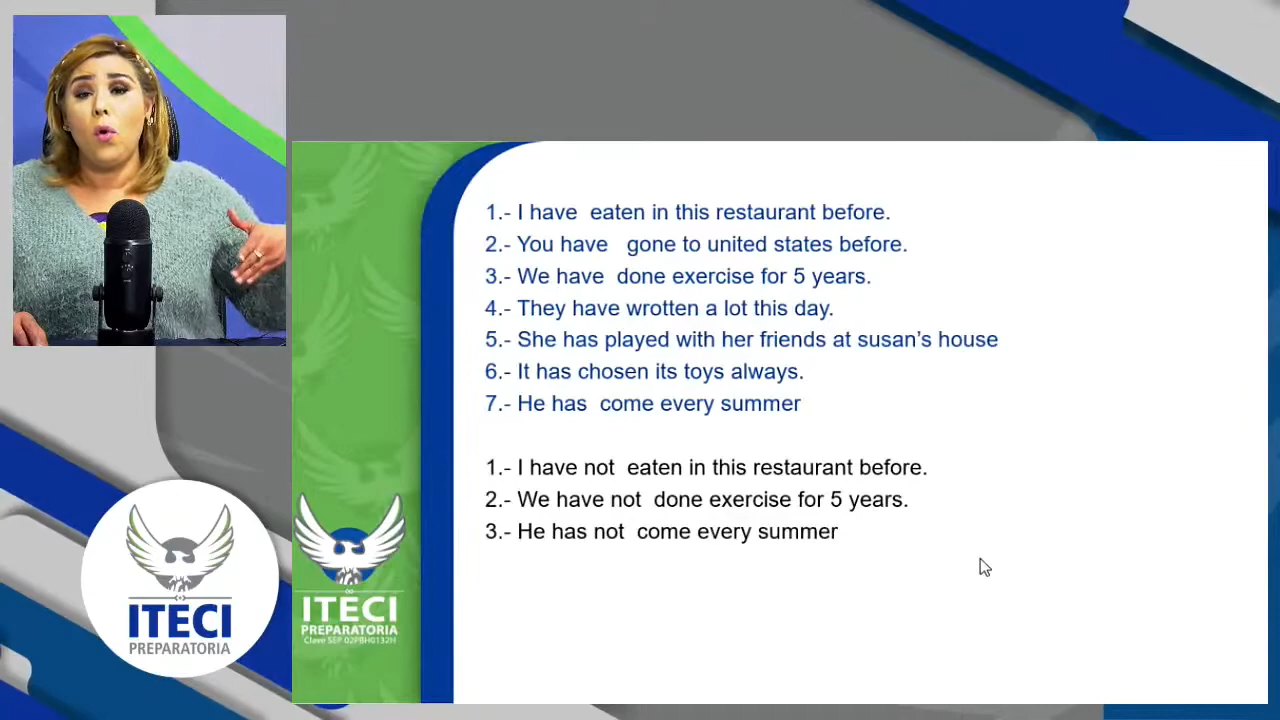 1.- I have eaten in this restaurant before.
2.- You have gone to united states before.
3.- We have done exercise for 5 years.
4.- They have wrotten a lot this day.
5.- She has played with her friends at susan's house
6.- It has chosen its toys always.
7.- He has come every summer
1.- I have not eaten in this restaurant before.
2.- We have not done exercise for 5 years.
3.- He has not come every summer
ITECI
PREPARATORIA
ITECI
PREPARATORIA
Clave SEP 02PBH0132H